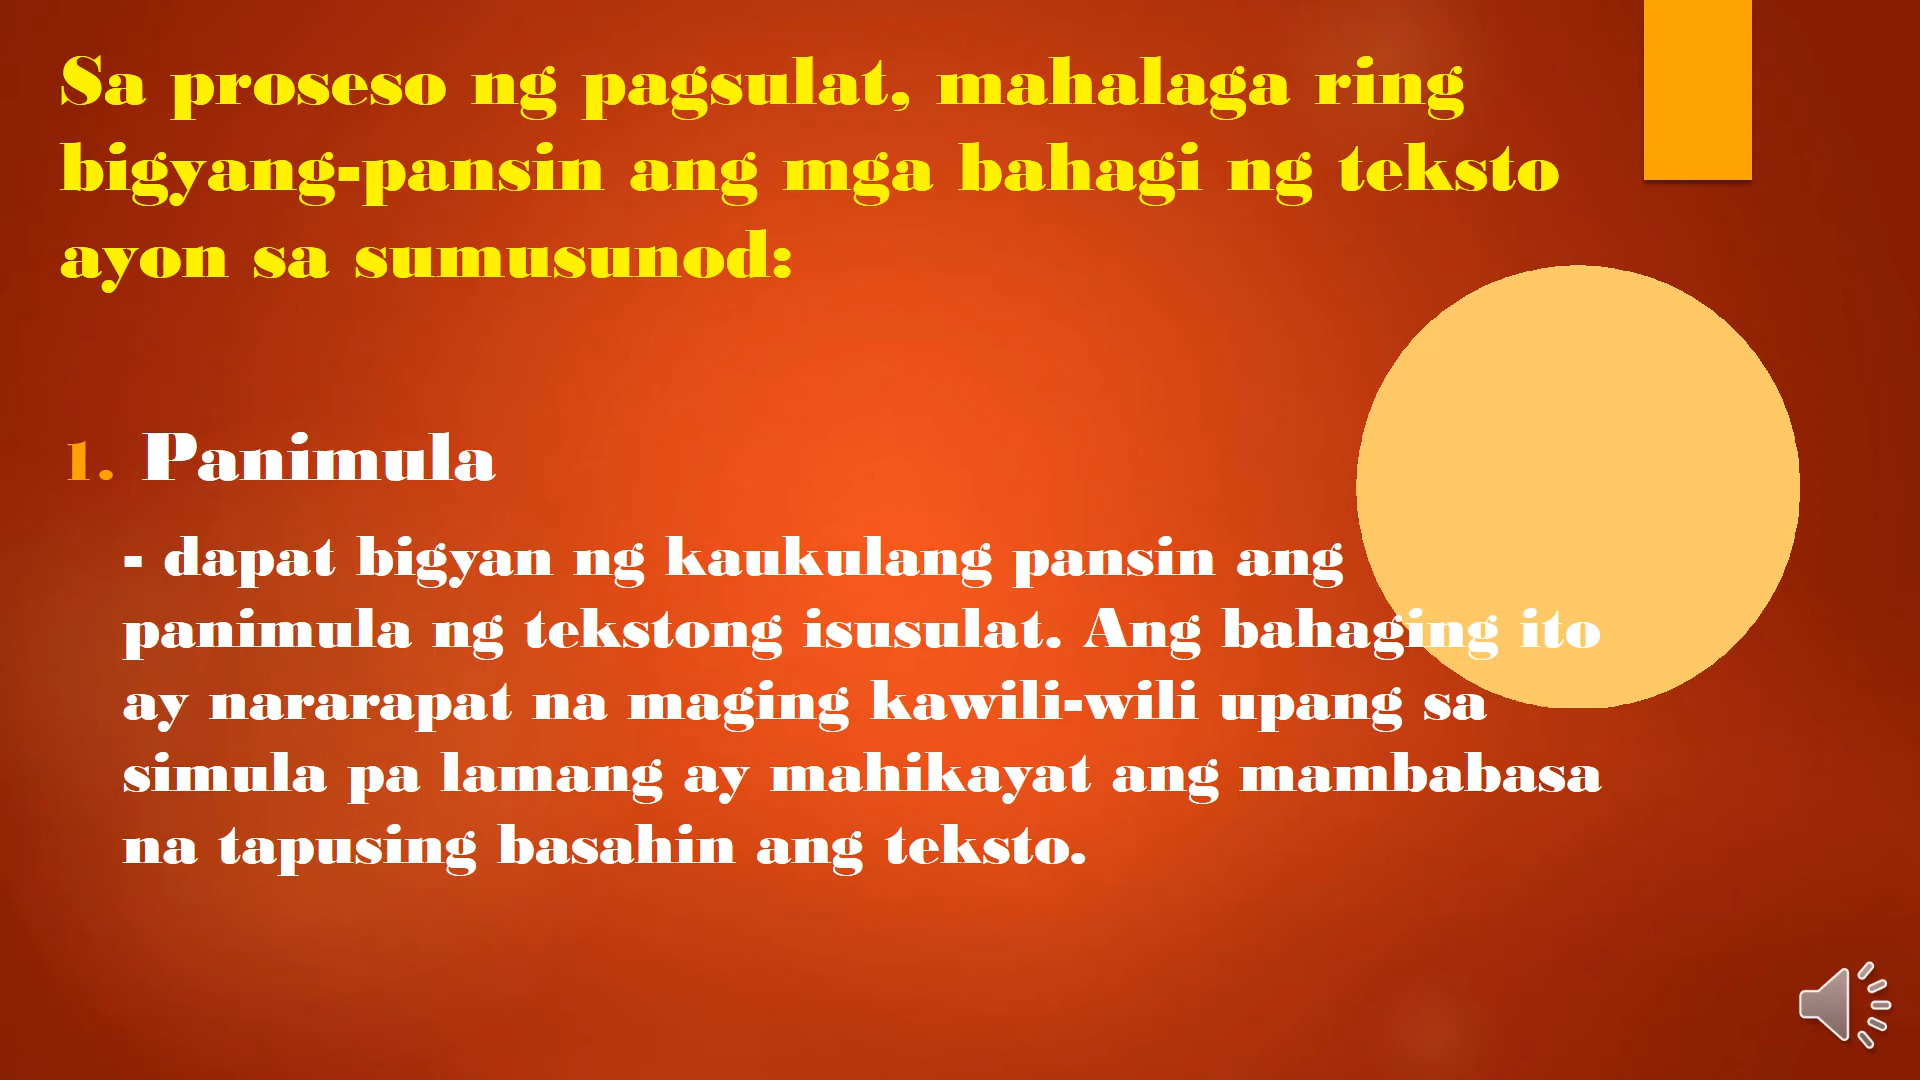 Sa proseso ng pagsulat, mahalaga ring
bigyang-pansin ang mga bahagi ng teksto
ayon sa sumusunod:
1. Panimula
- dapat bigyan ng kaukulang pansin ang
panimula ng tekstong isusulat. Ang bahaging ito
ay nararapat na maging kawili-wili upang sa
simula pa lamang ay mahikayat ang mambabasa
na tapusing basahin ang teksto.